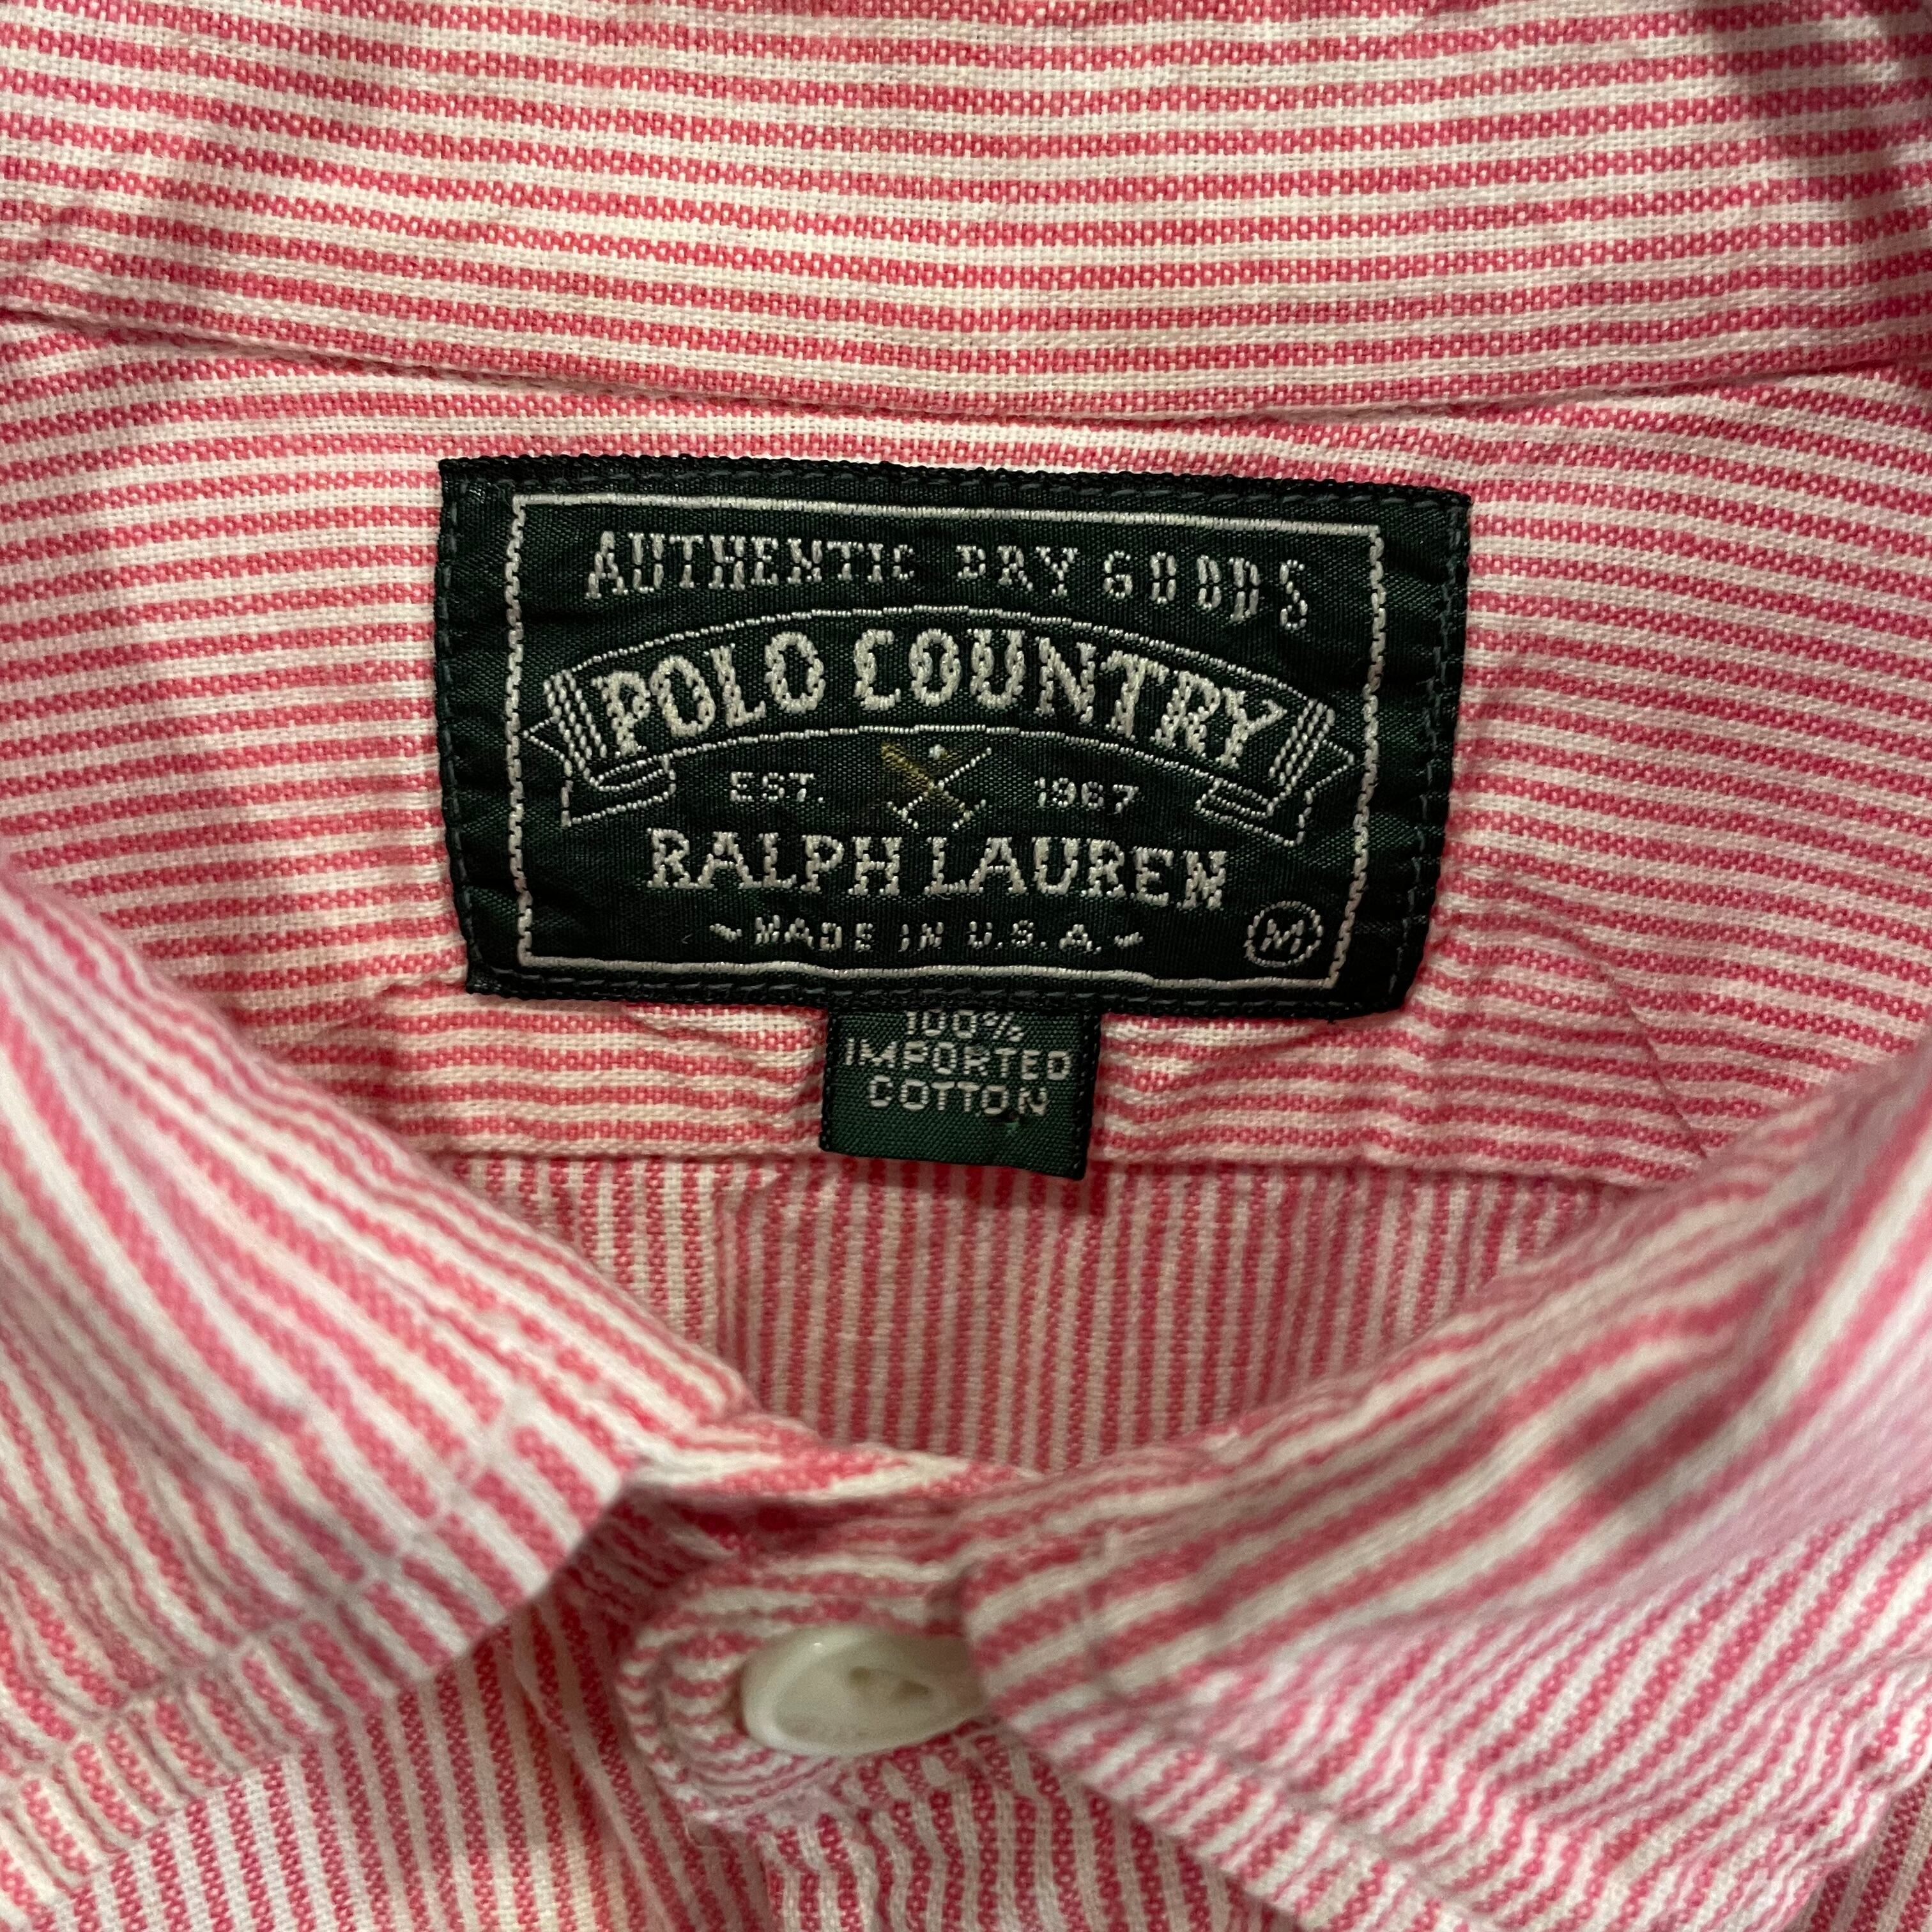 AUTHENTIC DRY GOODS
POLO COUNTRY
EST. 1967
RALPH LAUREN
MADE IN U.S.A.
M
100%
IMPORTED
COTTON